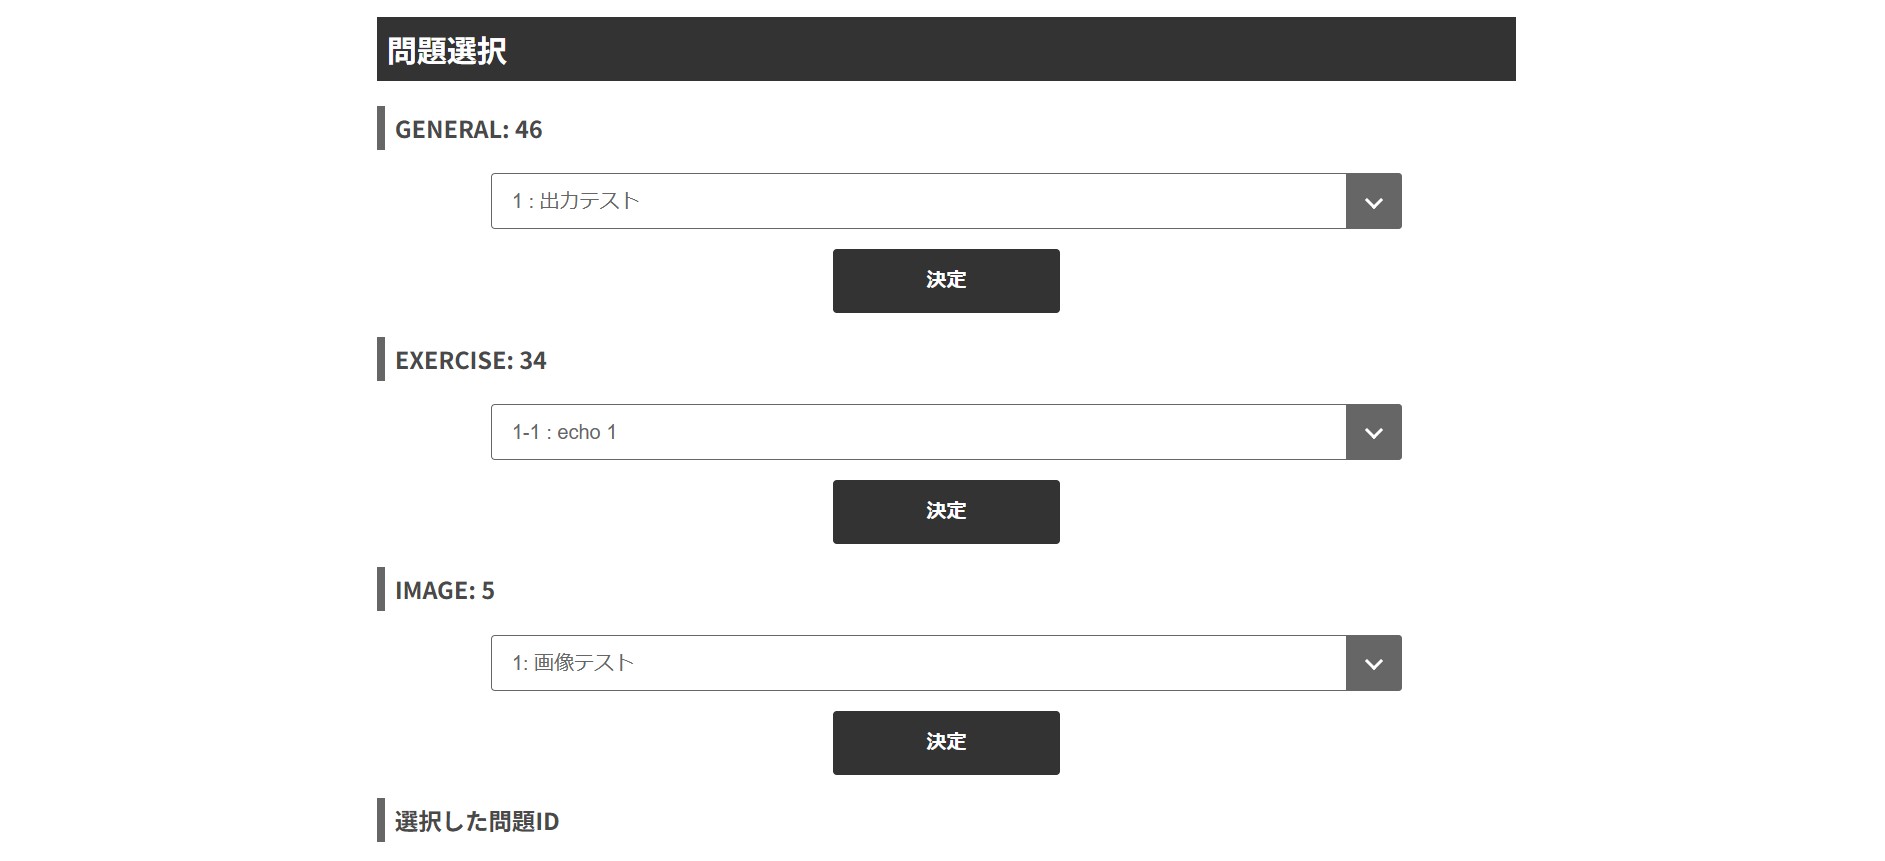 問題選択
GENERAL: 46
1 : 出力テスト
決定
EXERCISE: 34
1-1 : echo 1
決定
IMAGE: 5
1: 画像テスト
決定
選択した問題ID